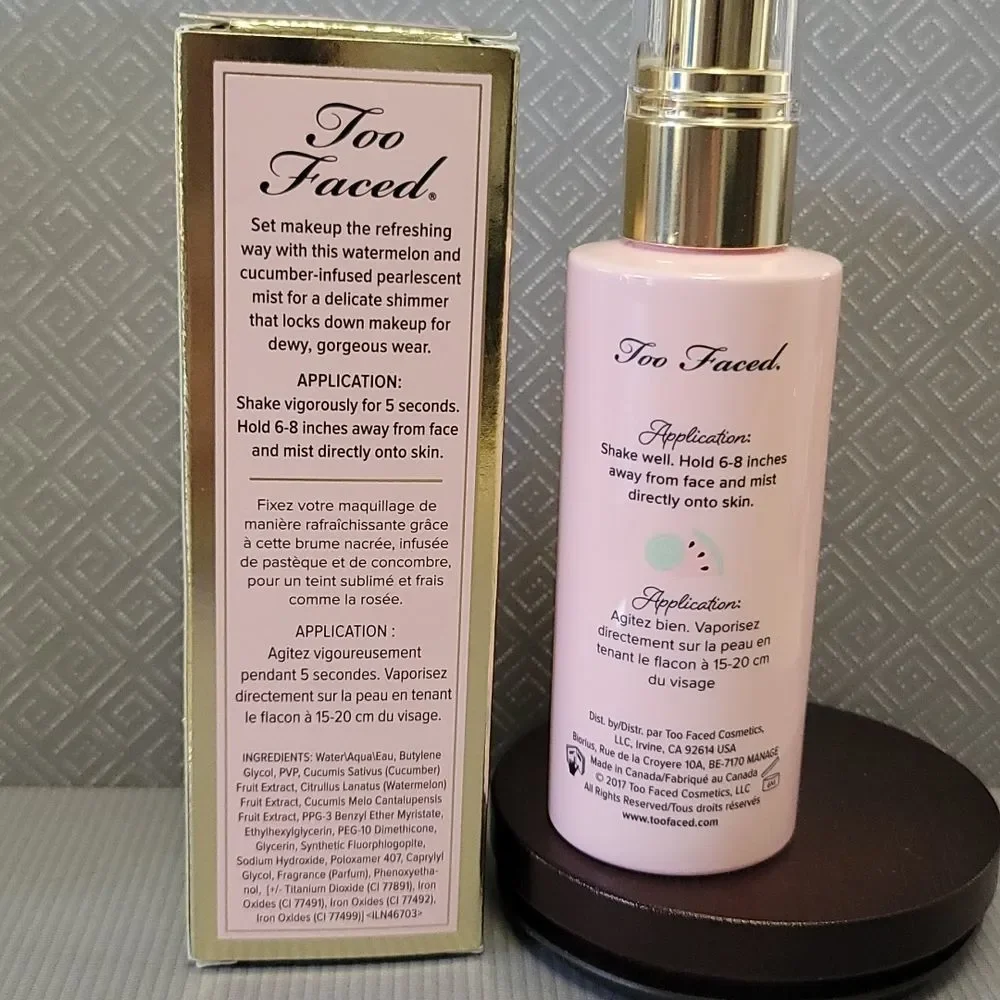 Too
Faced®
Set makeup the refreshing
way with this watermelon and
cucumber-infused pearlescent
mist for a delicate shimmer
that locks down makeup for
dewy, gorgeous wear.
APPLICATION:
Shake vigorously for 5 seconds.
Hold 6-8 inches away from face
and mist directly onto skin.
Fixez votre maquillage de
manière rafraîchissante grâce
à cette brume nacrée, infusée
de pastèque et de concombre,
pour un teint sublimé et frais
comme la rosée.
APPLICATION :
Agitez vigoureusement
pendant 5 secondes. Vaporisez
directement sur la peau en tenant
le flacon à 15-20 cm du visage.
INGREDIENTS: Water\Aqua\Eau, Butylene
Glycol, PVP, Cucumis Sativus (Cucumber)
Fruit Extract, Citrullus Lanatus (Watermelon)
Fruit Extract, Cucumis Melo Cantalupensis
Fruit Extract, PPG-3 Benzyl Ether Myristate,
Ethylhexylglycerin, PEG-10 Dimethicone,
Glycerin, Synthetic Fluorphlogopite,
Sodium Hydroxide, Poloxamer 407, Caprylyl
Glycol, Fragrance (Parfum), Phenoxyetha-
nol, [+/- Titanium Dioxide (CI 77891), Iron
Oxides (CI 77491), Iron Oxides (CI 77492),
Iron Oxides (CI 77499)] <ILN46703>
Too Faced.
Application:
Shake well. Hold 6-8 inches
away from face and mist
directly onto skin.
Application:
Agitez bien. Vaporisez
directement sur la peau en
tenant le flacon à 15-20 cm
du visage
Dist. by/Distr. par Too Faced Cosmetics,
LLC, Irvine, CA 92614 USA
Biorius, Rue de la Croyere 10A, BE-7170 MANAGE
Made in Canada/Fabriqué au Canada
© 2017 Too Faced Cosmetics, LLC
All Rights Reserved/Tous droits réservés
www.toofaced.com
6M